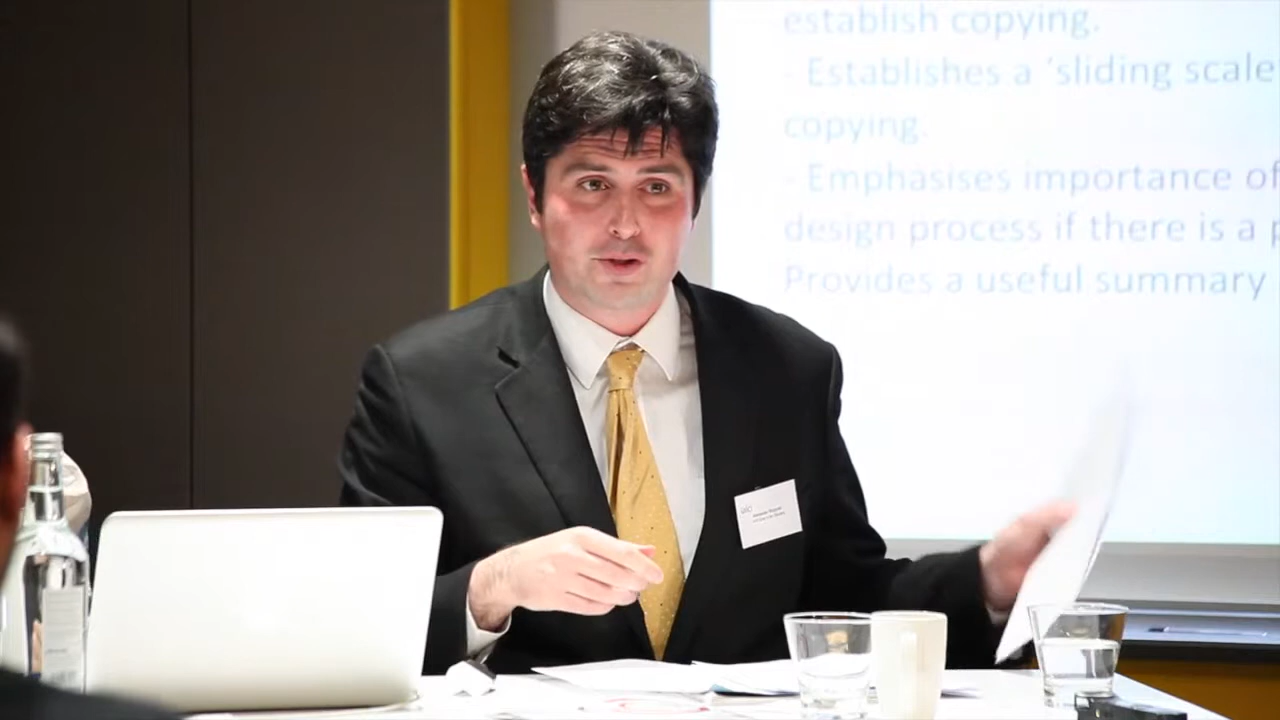 establish copying.
- Establishes a ‘sliding scale
copying.
- Emphasises importance of
design process if there is a p
Provides a useful summary